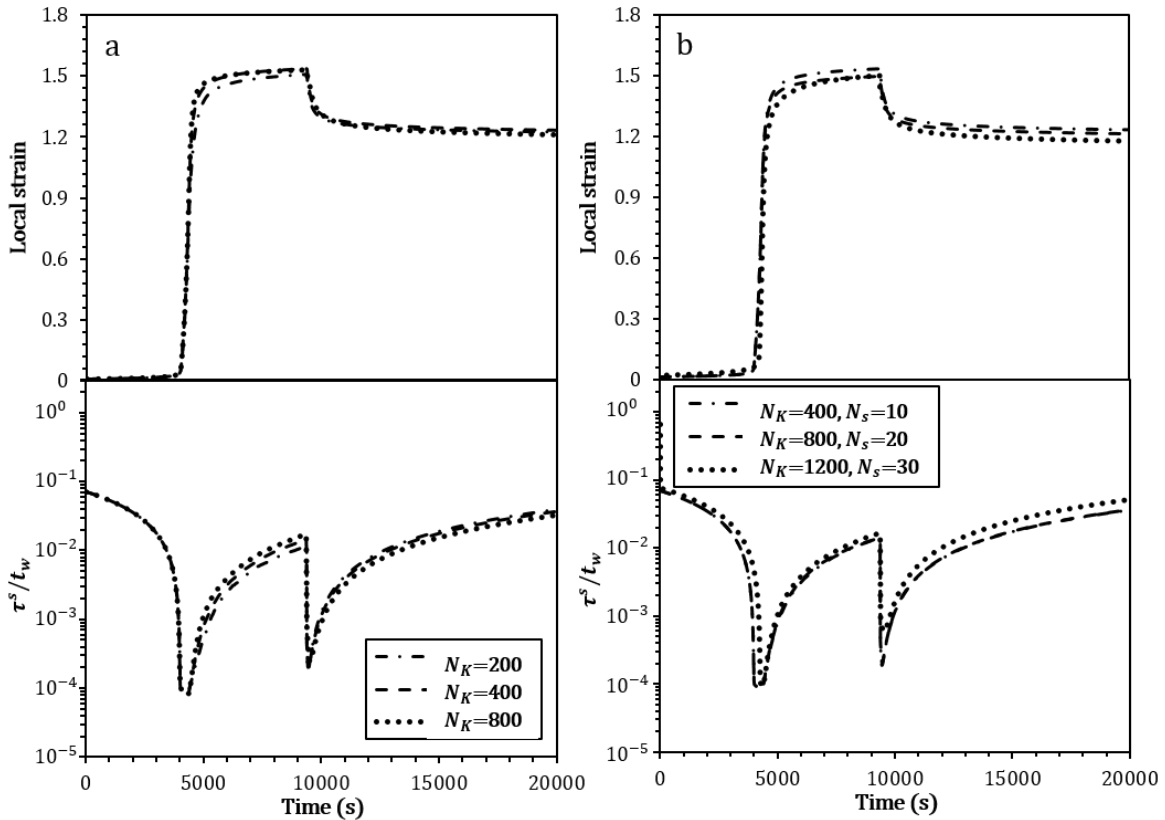 a
1.8
1.5
1.2
0.9
0.6
0.3
0
Local strain
b
1.8
1.5
1.2
0.9
0.6
0.3
0
Local strain
10⁰
10⁻¹
10⁻²
10⁻³
10⁻⁴
10⁻⁵
τˢ/t_w
N_K=200
N_K=400
N_K=800
0 5000 10000 15000 20000
Time (s)
10⁰
10⁻¹
10⁻²
10⁻³
10⁻⁴
10⁻⁵
τˢ/t_w
N_K=400, N_s=10
N_K=800, N_s=20
N_K=1200, N_s=30
0 5000 10000 15000 20000
Time (s)